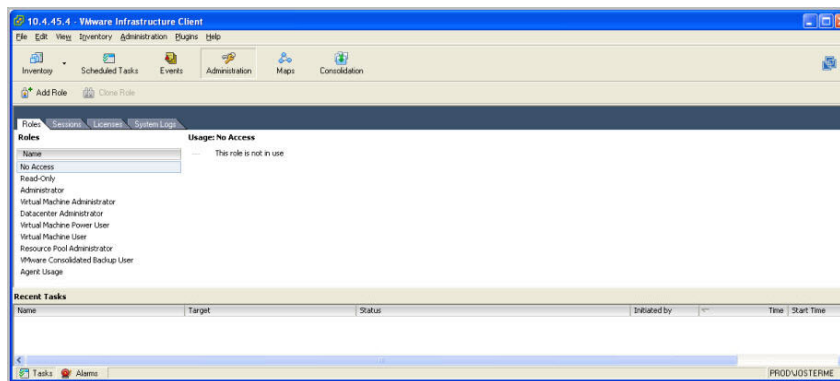 10.4.45.4 - VMware Infrastructure Client
File Edit View Inventory Administration Plugins Help
Inventory Scheduled Tasks Events Administration Maps Consolidation
Add Role Clone Role
Roles Sessions Licenses System Logs
Roles Usage: No Access
Name This role is not in use
No Access
Read-Only
Administrator
Virtual Machine Administrator
Datacenter Administrator
Virtual Machine Power User
Virtual Machine User
Resource Pool Administrator
VMware Consolidated Backup User
Agent Usage
Recent Tasks
Name Target Status Initiated by Time Start Time
Tasks Alarms PROD\JOSTERME